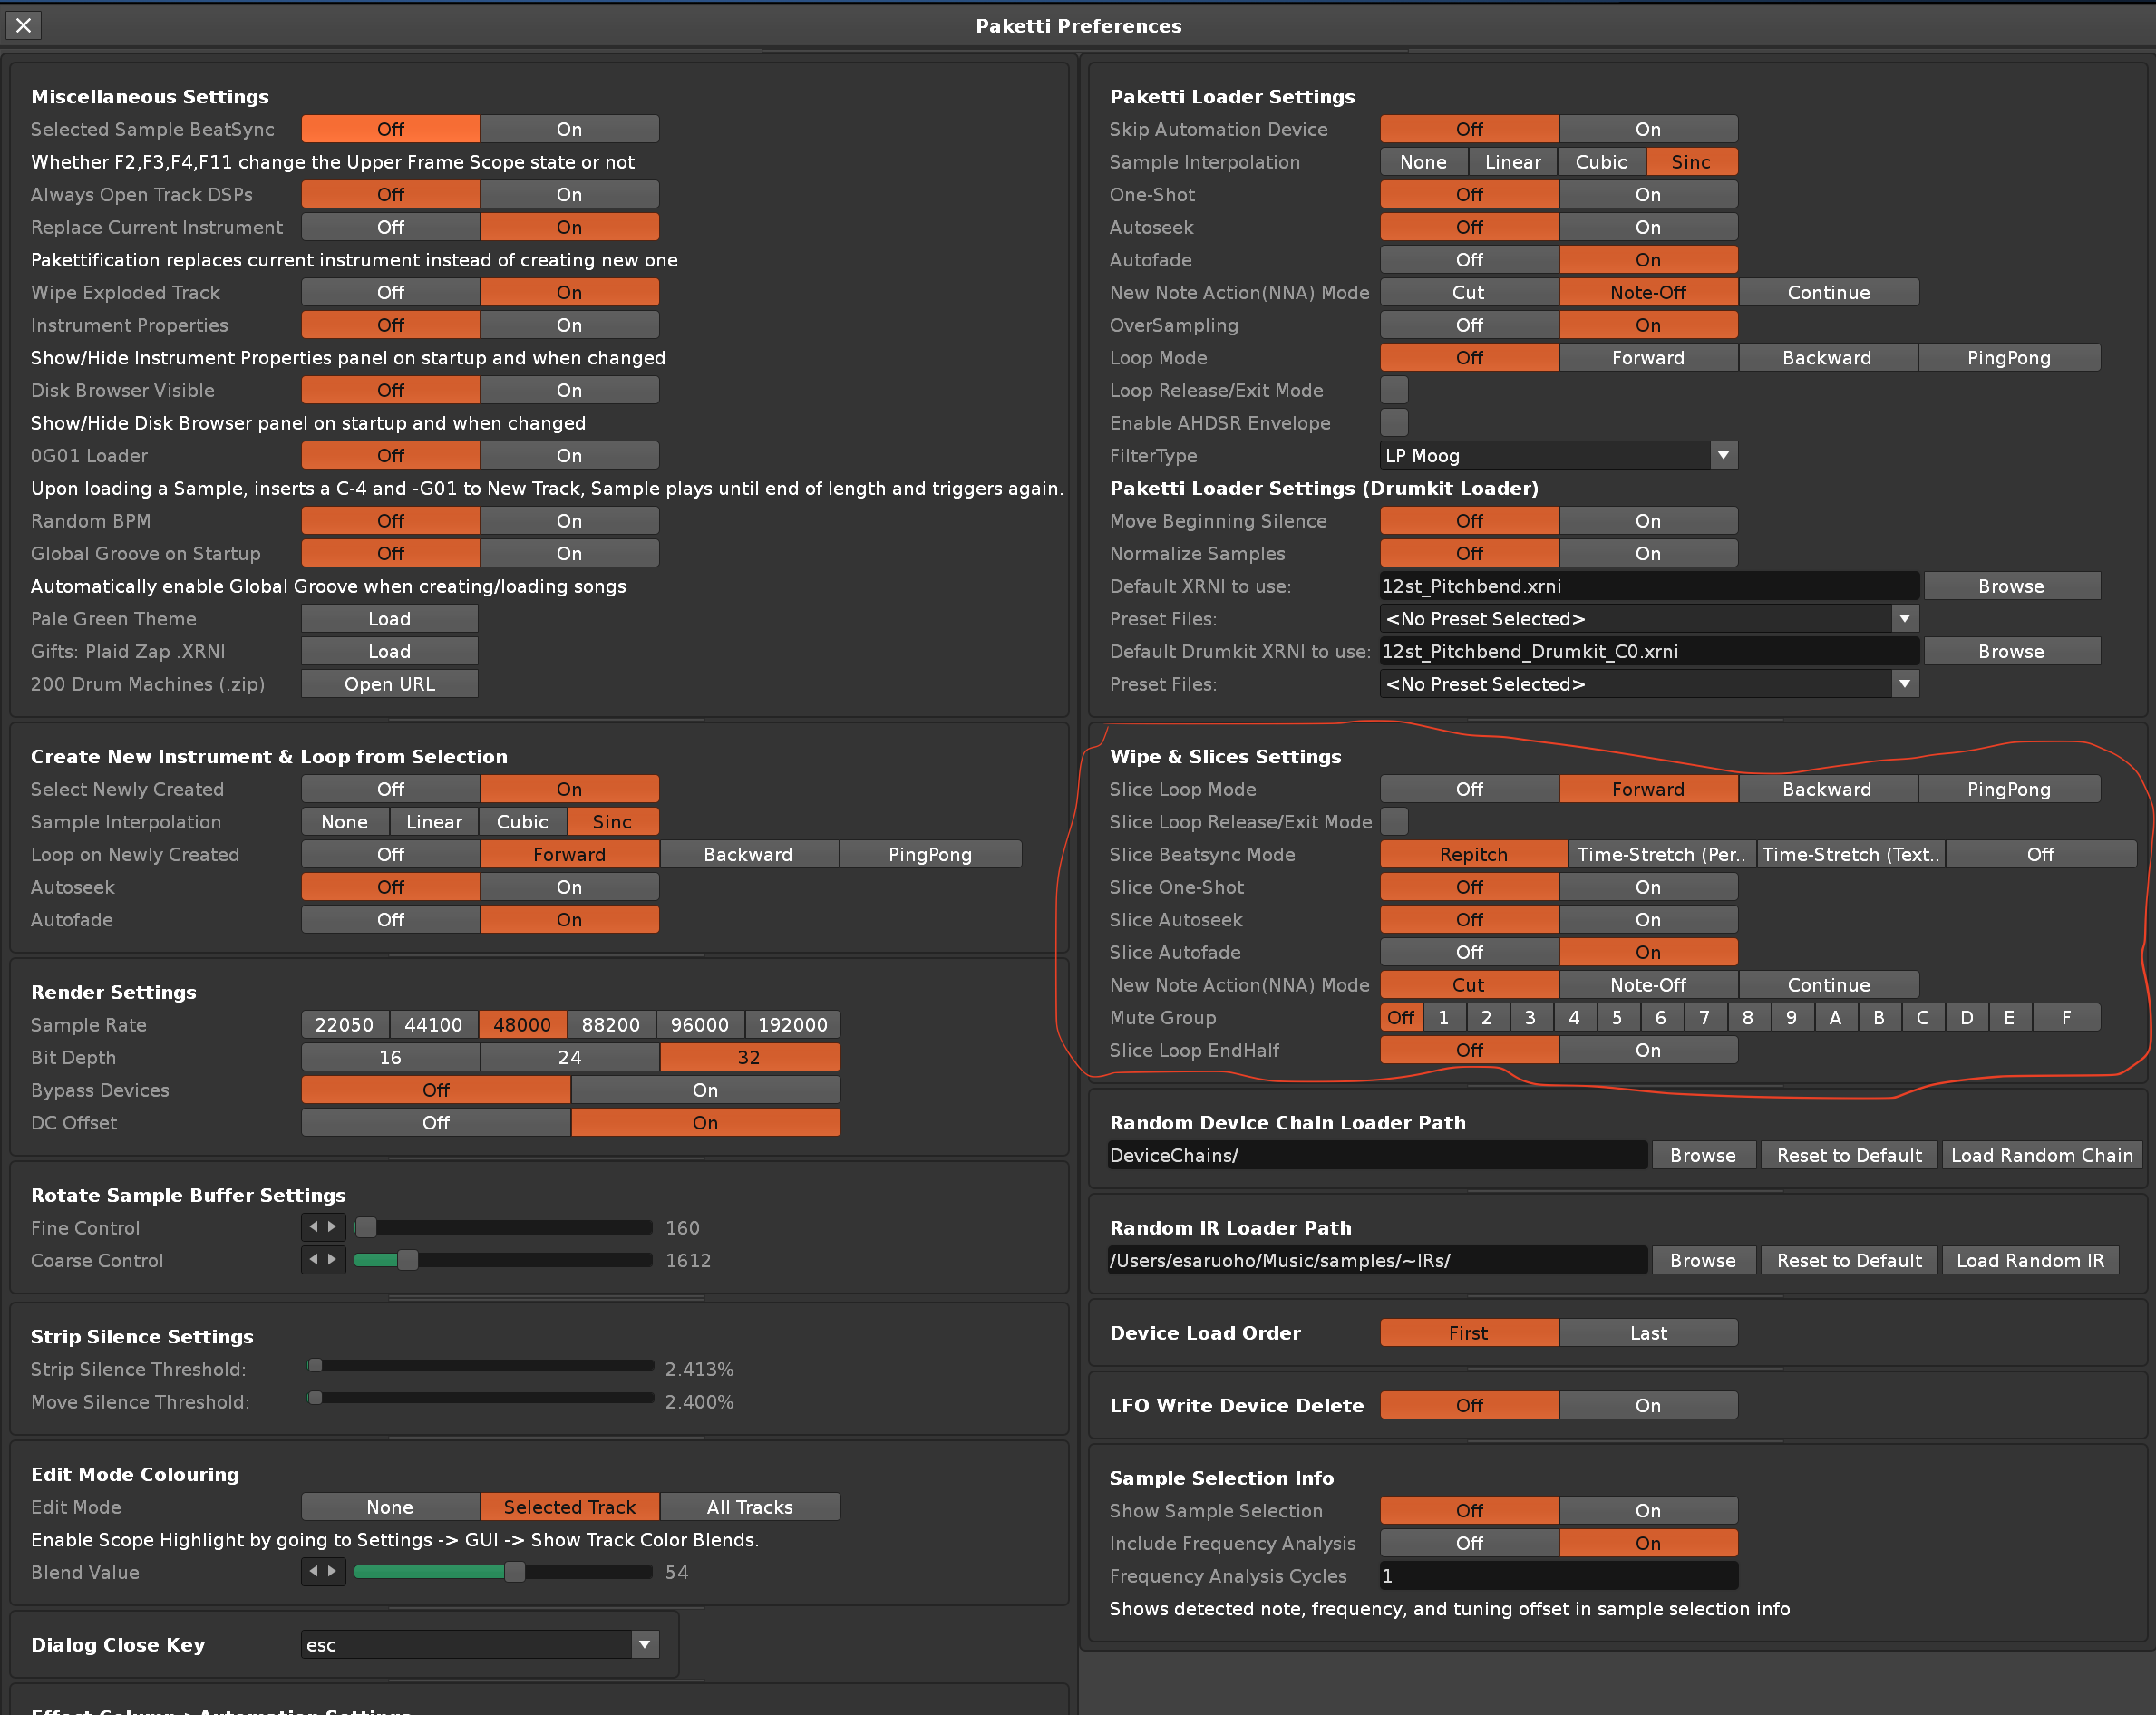 Paketti Preferences
Miscellaneous Settings
Selected Sample BeatSync Off On
Whether F2,F3,F4,F11 change the Upper Frame Scope state or not
Always Open Track DSPs Off On
Replace Current Instrument Off On
Pakettification replaces current instrument instead of creating new one
Wipe Exploded Track Off On
Instrument Properties Off On
Show/Hide Instrument Properties panel on startup and when changed
Disk Browser Visible Off On
Show/Hide Disk Browser panel on startup and when changed
0G01 Loader Off On
Upon loading a Sample, inserts a C-4 and -G01 to New Track, Sample plays until end of length and triggers again.
Random BPM Off On
Global Groove on Startup Off On
Automatically enable Global Groove when creating/loading songs
Pale Green Theme Load
Gifts: Plaid Zap .XRNI Load
200 Drum Machines (.zip) Open URL
Create New Instrument & Loop from Selection
Select Newly Created Off On
Sample Interpolation None Linear Cubic Sinc
Loop on Newly Created Off Forward Backward PingPong
Autoseek Off On
Autofade Off On
Render Settings
Sample Rate 22050 44100 48000 88200 96000 192000
Bit Depth 16 24 32
Bypass Devices Off On
DC Offset Off On
Rotate Sample Buffer Settings
Fine Control 160
Coarse Control 1612
Strip Silence Settings
Strip Silence Threshold: 2.413%
Move Silence Threshold: 2.400%
Edit Mode Colouring
Edit Mode None Selected Track All Tracks
Enable Scope Highlight by going to Settings -> GUI -> Show Track Color Blends.
Blend Value 54
Dialog Close Key esc
Paketti Loader Settings
Skip Automation Device Off On
Sample Interpolation None Linear Cubic Sinc
One-Shot Off On
Autoseek Off On
Autofade Off On
New Note Action(NNA) Mode Cut Note-Off Continue
OverSampling Off On
Loop Mode Off Forward Backward PingPong
Loop Release/Exit Mode
Enable AHDSR Envelope
FilterType LP Moog
Paketti Loader Settings (Drumkit Loader)
Move Beginning Silence Off On
Normalize Samples Off On
Default XRNI to use: 12st_Pitchbend.xrni Browse
Preset Files: <No Preset Selected>
Default Drumkit XRNI to use: 12st_Pitchbend_Drumkit_C0.xrni Browse
Preset Files: <No Preset Selected>
Wipe & Slices Settings
Slice Loop Mode Off Forward Backward PingPong
Slice Loop Release/Exit Mode
Slice Beatsync Mode Repitch Time-Stretch (Per.. Time-Stretch (Text.. Off
Slice One-Shot Off On
Slice Autoseek Off On
Slice Autofade Off On
New Note Action(NNA) Mode Cut Note-Off Continue
Mute Group Off 1 2 3 4 5 6 7 8 9 A B C D E F
Slice Loop EndHalf Off On
Random Device Chain Loader Path
DeviceChains/ Browse Reset to Default Load Random Chain
Random IR Loader Path
/Users/esaruoho/Music/samples/~IRs/ Browse Reset to Default Load Random IR
Device Load Order First Last
LFO Write Device Delete Off On
Sample Selection Info
Show Sample Selection Off On
Include Frequency Analysis Off On
Frequency Analysis Cycles 1
Shows detected note, frequency, and tuning offset in sample selection info